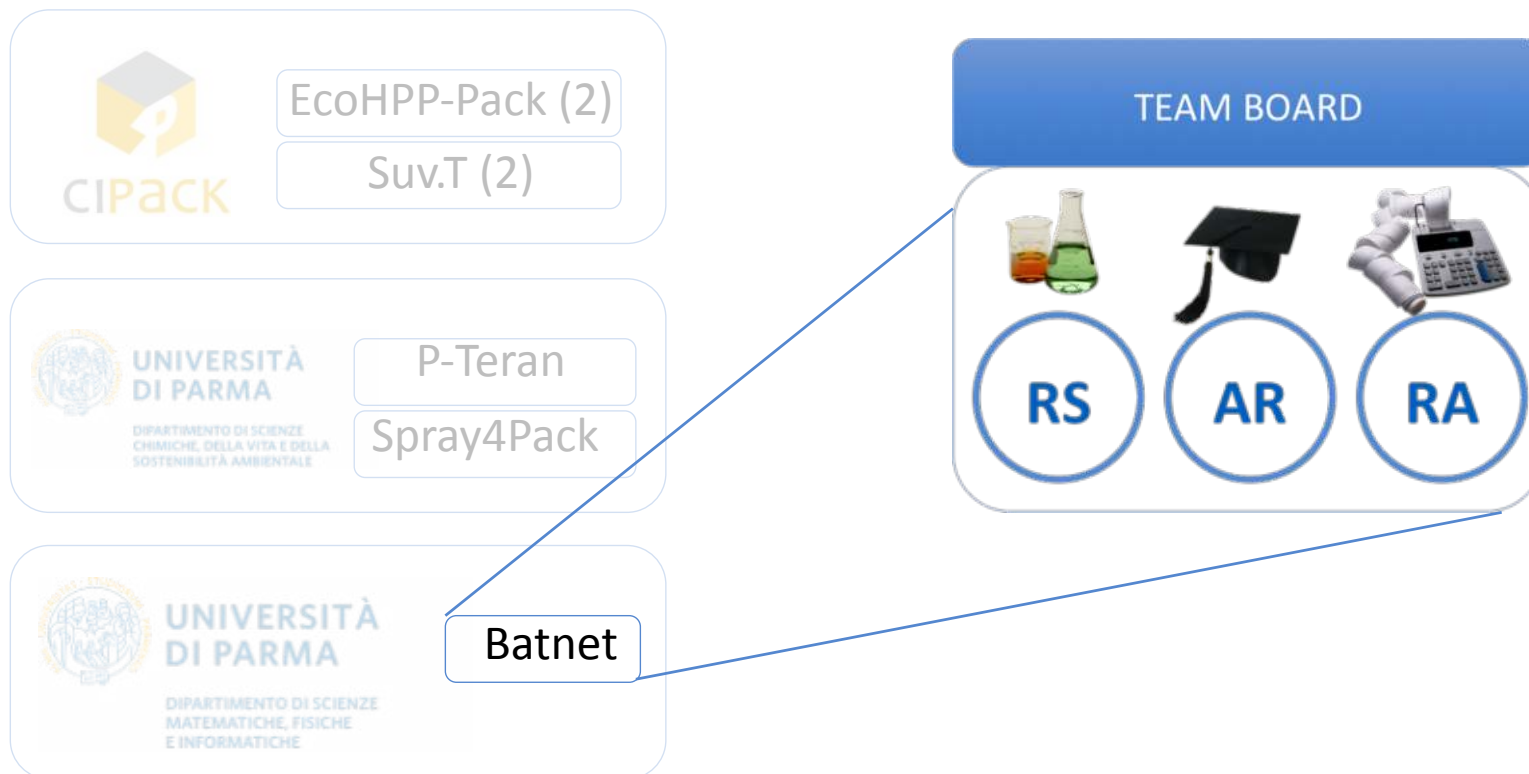 CIPACK
EcoHPP-Pack (2)
Suv.T (2)
UNIVERSITÀ
DI PARMA
DIPARTIMENTO DI SCIENZE
CHIMICHE, DELLA VITA E DELLA
SOSTENIBILITÀ AMBIENTALE
P-Teran
Spray4Pack
UNIVERSITÀ
DI PARMA
DIPARTIMENTO DI SCIENZE
MATEMATICHE, FISICHE
E INFORMATICHE
Batnet
TEAM BOARD
RS
AR
RA